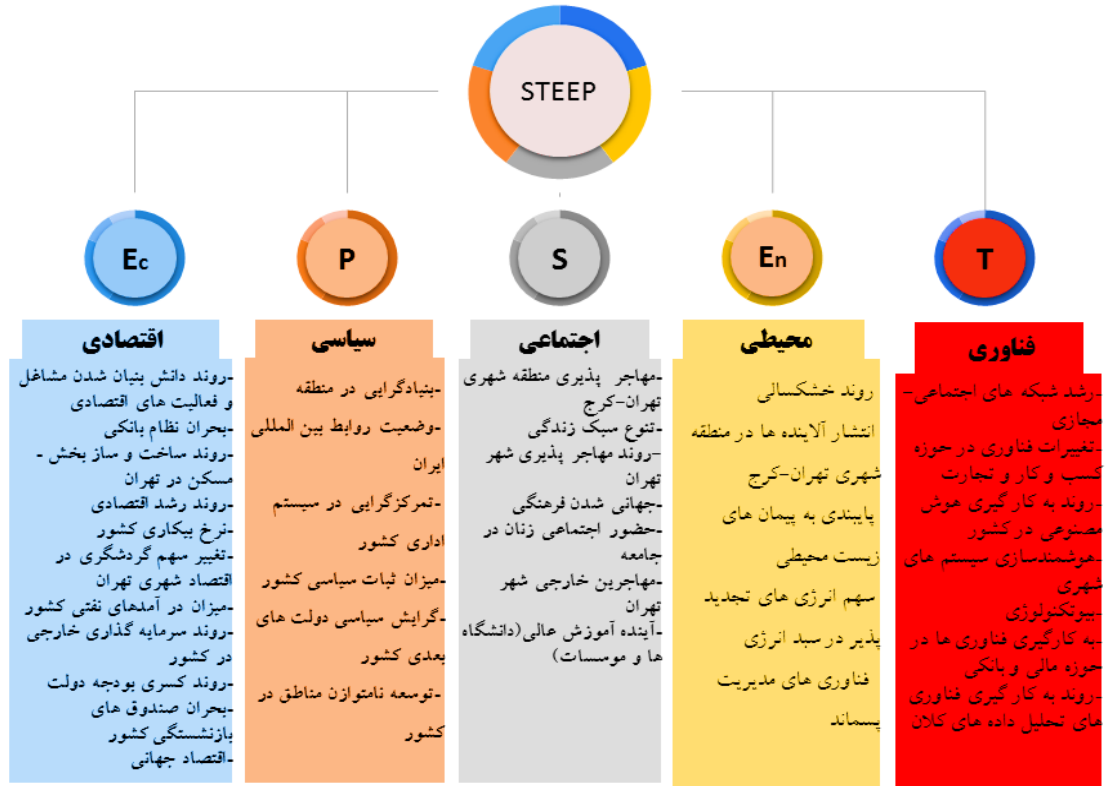 STEEP
Ec
P
S
En
T
اقتصادی
-روند دانش بنیان شدن مشاغل
و فعالیت های اقتصادی
-بحران نظام بانکی
-روند ساخت و ساز بخش
مسکن در تهران
-روند رشد اقتصادی
-نرخ بیکاری کشور
-تغییر سهم گردشگری در
اقتصاد شهری تهران
-میزان در آمدهای نفتی کشور
-روند سرمایه گذاری خارجی
در کشور
-روند کسری بودجه دولت
-بحران صندوق های
بازنشستگی کشور
-اقتصاد جهانی
سیاسی
-بنیادگرایی در منطقه
-وضعیت روابط بین المللی
ایران
-تمرکزگرایی در سیستم
اداری کشور
-میزان ثبات سیاسی کشور
-گرایش سیاسی دولت های
بعدی کشور
-توسعه نامتوازن مناطق در
کشور
اجتماعی
-مهاجر پذیری منطقه شهری
تهران-کرج
-تنوع سبک زندگی
-روند مهاجر پذیری شهر
تهران
-جهانی شدن فرهنگی
-حضور اجتماعی زنان در
جامعه
-مهاجرین خارجی شهر
تهران
-آینده آموزش عالی(دانشگاه
ها و موسسات)
محیطی
روند خشکسالی
انتشار آلاینده ها در منطقه
شهری تهران-کرج
پایبندی به پیمان های
زیست محیطی
سهم انرژی های تجدید
پذیر در سبد انرژی
فناوری های مدیریت
پسماند
فناوری
-رشد شبکه های اجتماعی-
مجازی
-تغییرات فناوری در حوزه
کسب و کار و تجارت
-روند به کار گیری هوش
مصنوعی در کشور
-هوشمندسازی سیستم های
شهری
-بیوتکنولوژی
-به کارگیری فناوری ها در
حوزه مالی و بانکی
-روند به کار گیری فناوری
های تحلیل داده های کلان